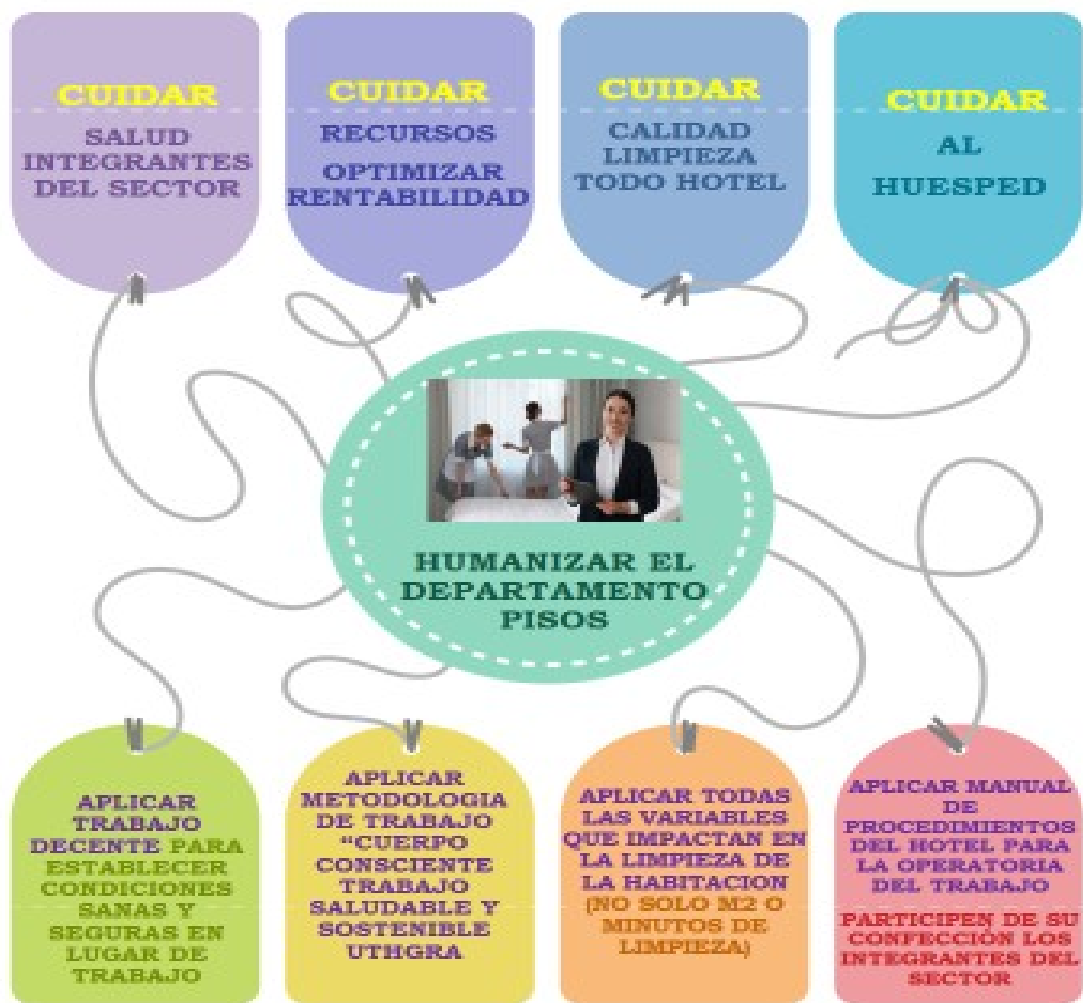 CUIDAR
SALUD
INTEGRANTES
DEL SECTOR
CUIDAR
RECURSOS
OPTIMIZAR
RENTABILIDAD
CUIDAR
CALIDAD
LIMPIEZA
TODO HOTEL
CUIDAR
AL
HUESPED
HUMANIZAR EL
DEPARTAMENTO
PISOS
APLICAR
TRABAJO
DECENTE PARA
ESTABLECER
CONDICIONES
SANAS Y
SEGURAS EN
LUGAR DE
TRABAJO
APLICAR
METODOLOGIA
DE TRABAJO
“CUERPO
CONSCIENTE
TRABAJO
SALUDABLE Y
SOSTENIBLE
UTHGRA
APLICAR TODAS
LAS VARIABLES
QUE IMPACTAN EN
LA LIMPIEZA DE
LA HABITACION
(NO SOLO M2 O
MINUTOS DE
LIMPIEZA)
APLICAR MANUAL
DE
PROCEDIMIENTOS
DEL HOTEL PARA
LA OPERATORIA
DEL TRABAJO
PARTICIPEN DE SU
CONFECCIÓN LOS
INTEGRANTES DEL
SECTOR